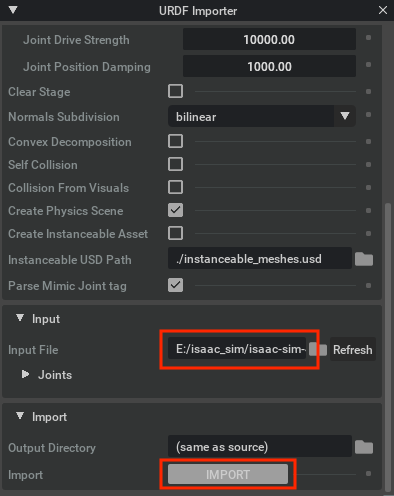 URDF Importer
Joint Drive Strength 10000.00
Joint Position Damping 1000.00
Clear Stage
Normals Subdivision bilinear
Convex Decomposition
Self Collision
Collision From Visuals
Create Physics Scene
Create Instanceable Asset
Instanceable USD Path ./instanceable_meshes.usd
Parse Mimic Joint tag
Input
Input File E:/isaac_sim/isaac-sim- Refresh
Joints
Import
Output Directory (same as source)
Import IMPORT